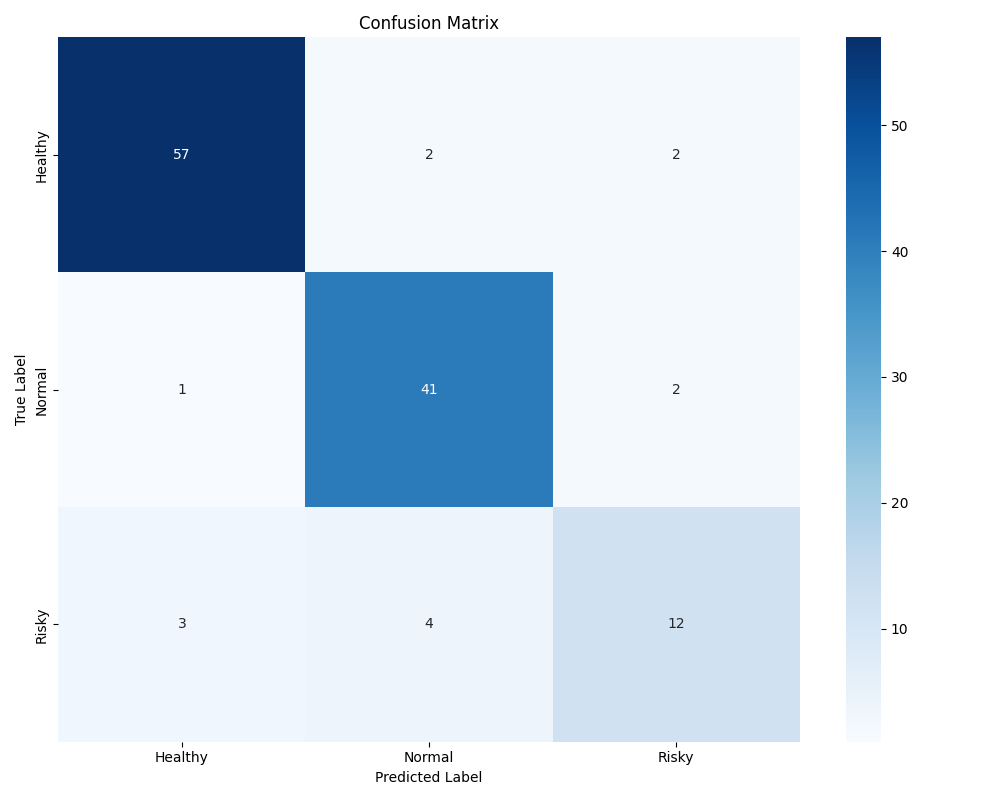 Confusion Matrix
Healthy
57
2
2
Normal
1
41
2
Risky
3
4
12
True Label
Healthy
Normal
Risky
Predicted Label
50
40
30
20
10